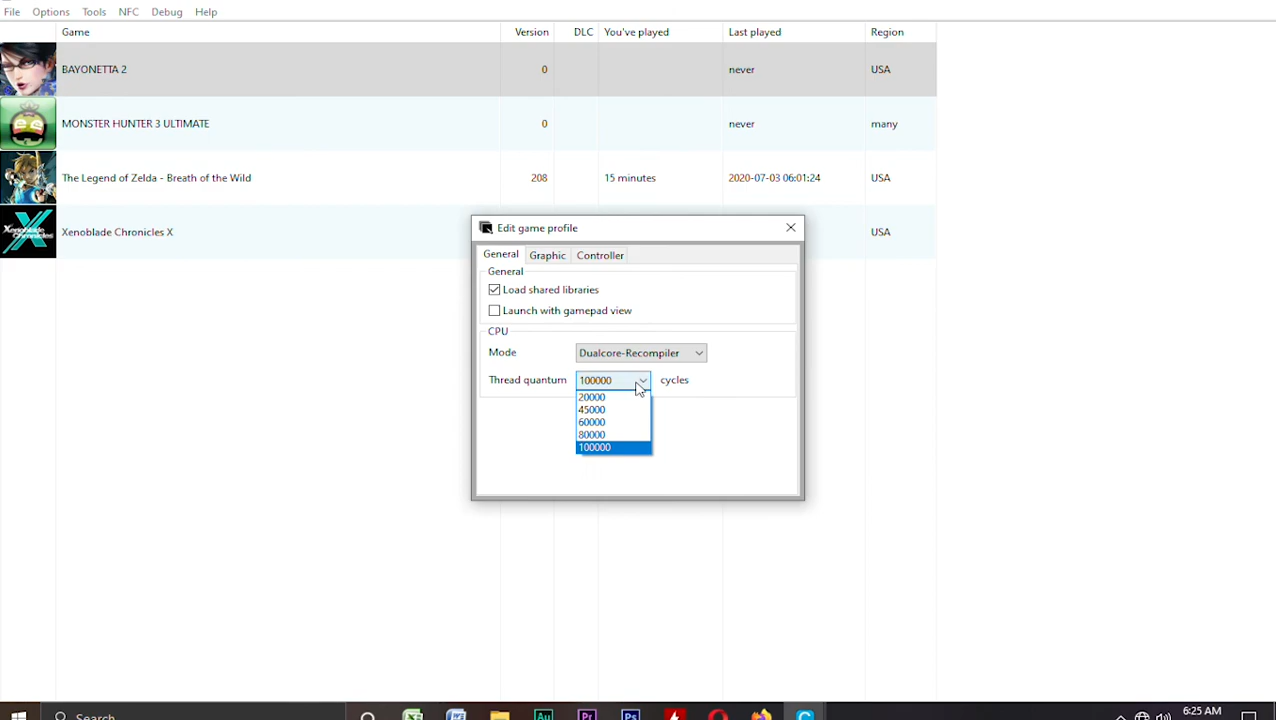 File Options Tools NFC Debug Help
Game Version DLC You've played Last played Region
BAYONETTA 2 0 never USA
MONSTER HUNTER 3 ULTIMATE 0 never many
The Legend of Zelda - Breath of the Wild 208 15 minutes 2020-07-03 06:01:24 USA
Xenoblade Chronicles X USA
Edit game profile
General Graphic Controller
General
Load shared libraries
Launch with gamepad view
CPU
Mode Dualcore-Recompiler
Thread quantum 100000 cycles
20000
45000
60000
80000
100000
Search
Au Pr Ps
6:25 AM